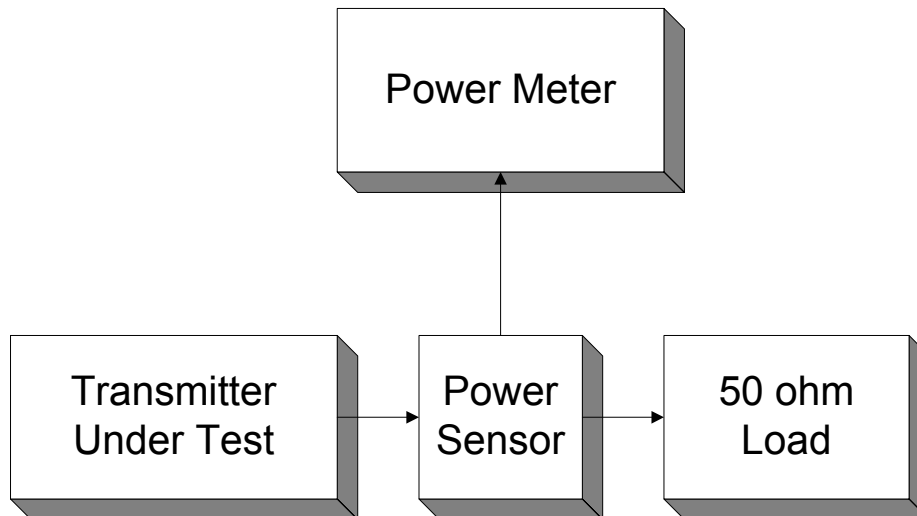 Power Meter
Transmitter
Under Test
Power
Sensor
50 ohm
Load